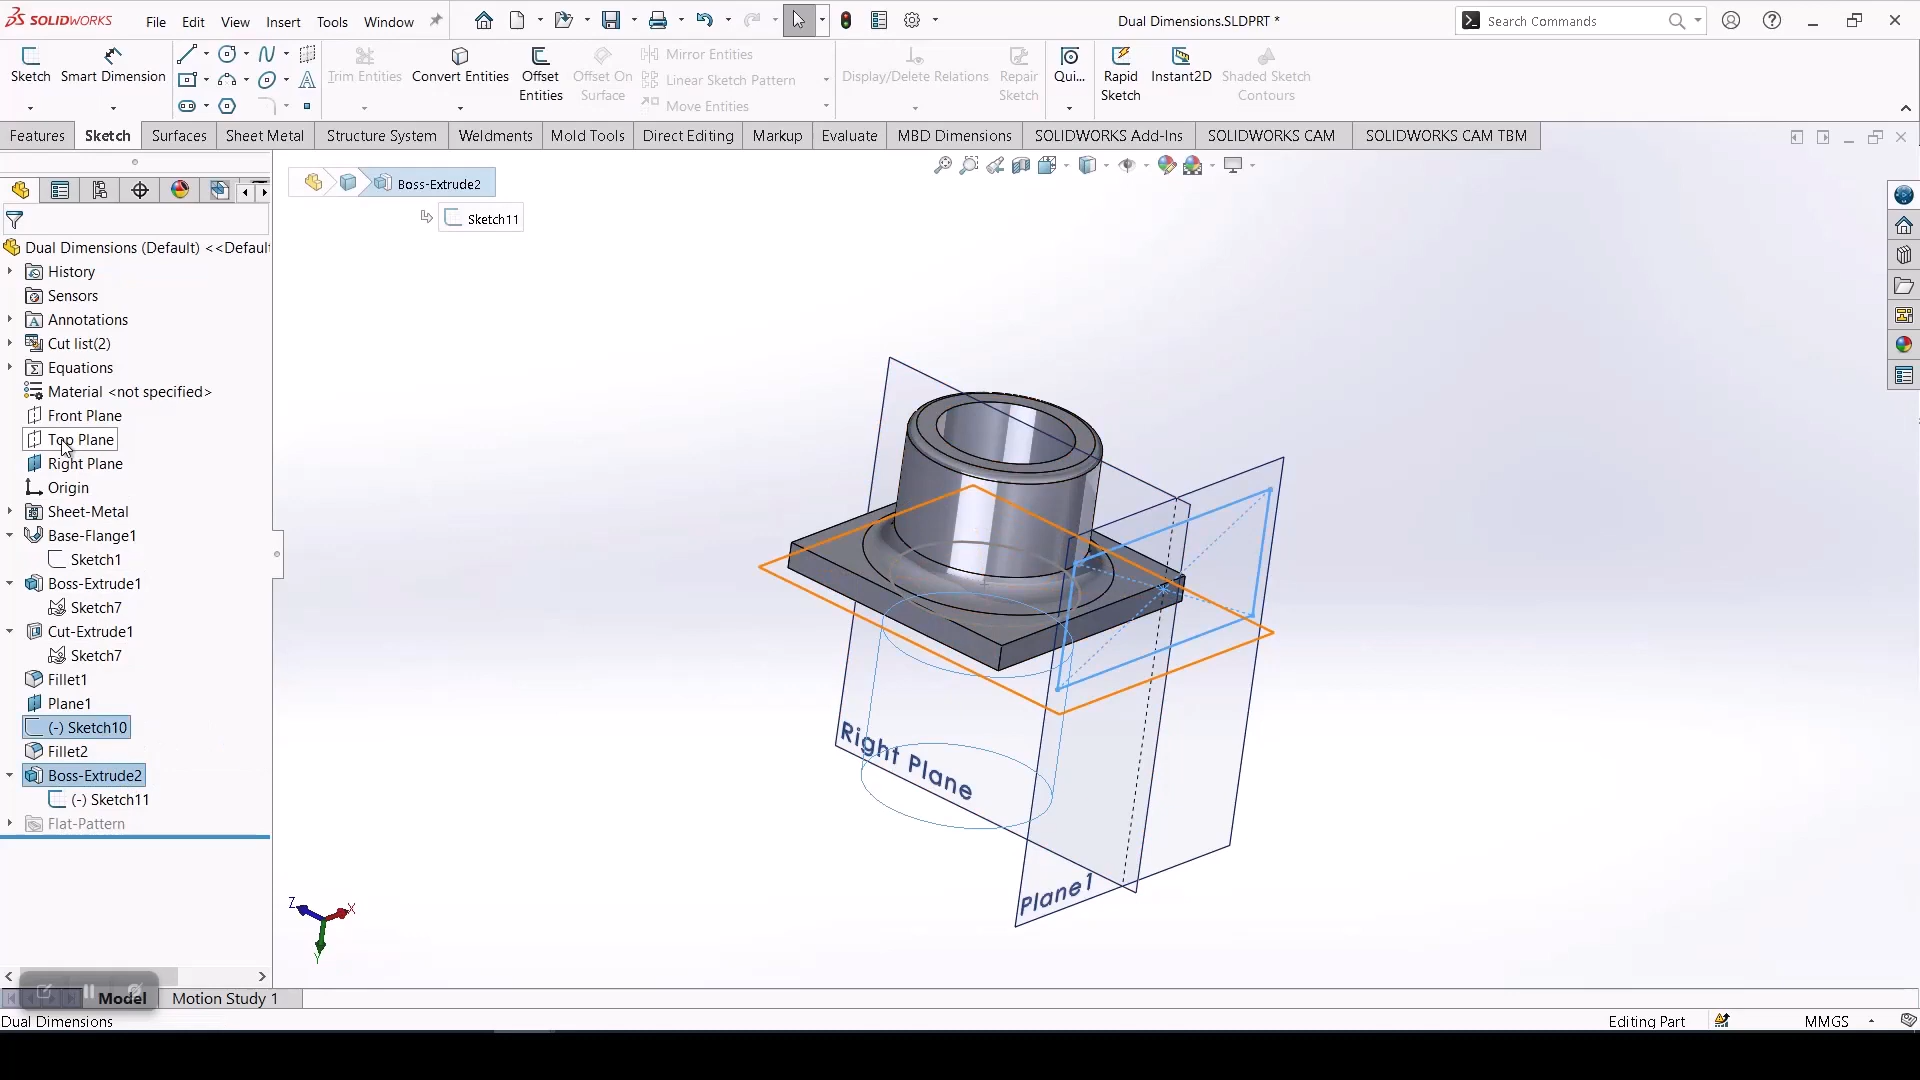 SOLIDWORKS File Edit View Insert Tools Window Dual Dimensions.SLDPRT * Search Commands
Sketch Smart Dimension Trim Entities Convert Entities Offset Entities Offset On Surface Mirror Entities Linear Sketch Pattern Move Entities Display/Delete Relations Repair Sketch Qui... Rapid Sketch Instant2D Shaded Sketch Contours
Features Sketch Surfaces Sheet Metal Structure System Weldments Mold Tools Direct Editing Markup Evaluate MBD Dimensions SOLIDWORKS Add-Ins SOLIDWORKS CAM SOLIDWORKS CAM TBM
Boss-Extrude2
Sketch11
Dual Dimensions (Default) <<Defaul
History
Sensors
Annotations
Cut list(2)
Equations
Material <not specified>
Front Plane
Top Plane
Right Plane
Origin
Sheet-Metal
Base-Flange1
Sketch1
Boss-Extrude1
Sketch7
Cut-Extrude1
Sketch7
Fillet1
Plane1
(-) Sketch10
Fillet2
Boss-Extrude2
(-) Sketch11
Flat-Pattern
Right Plane
Plane1
Z X
Y
Model Motion Study 1
Dual Dimensions Editing Part MMGS